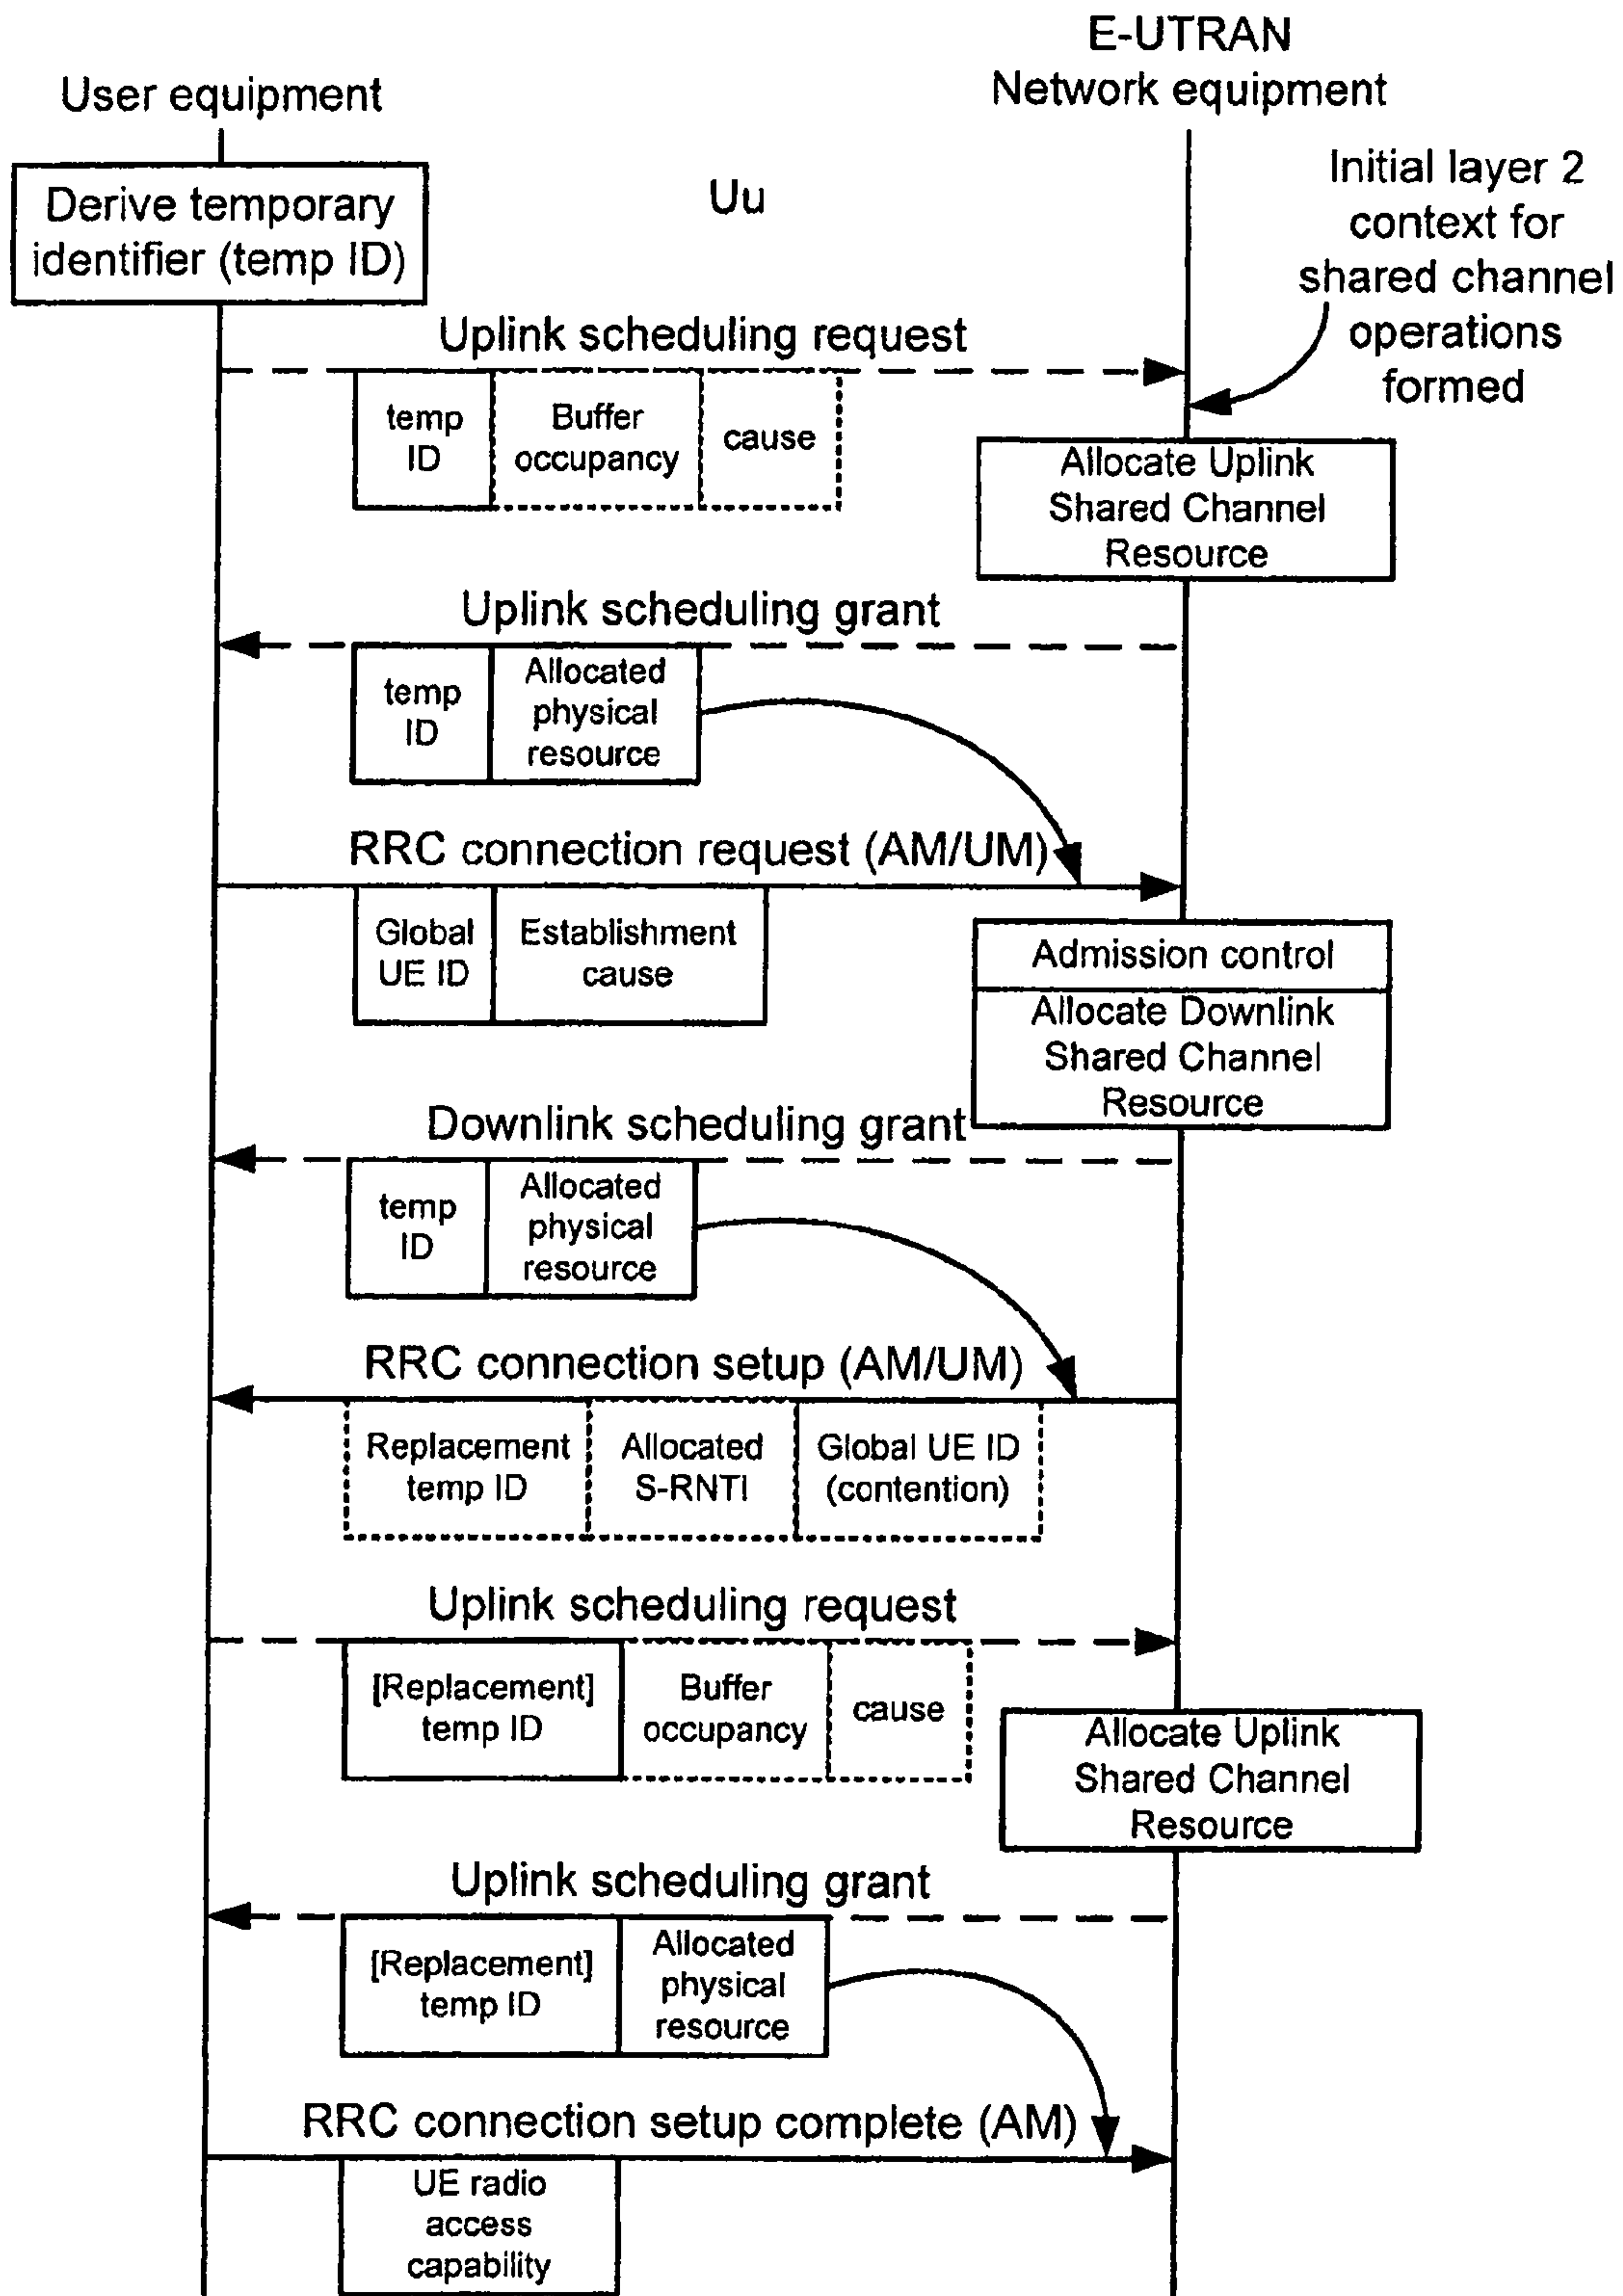 E-UTRAN
Network equipment
User equipment
Initial layer 2
context for
shared channel
operations
formed
Derive temporary
identifier (temp ID)
Uu
Uplink scheduling request
temp
ID
Buffer
occupancy
cause
Allocate Uplink
Shared Channel
Resource
Uplink scheduling grant
temp
ID
Allocated
physical
resource
RRC connection request (AM/UM)
Global
UE ID
Establishment
cause
Admission control
Allocate Downlink
Shared Channel
Resource
Downlink scheduling grant
temp
ID
Allocated
physical
resource
RRC connection setup (AM/UM)
Replacement
temp ID
Allocated
S-RNTI
Global UE ID
(contention)
Uplink scheduling request
[Replacement]
temp ID
Buffer
occupancy
cause
Allocate Uplink
Shared Channel
Resource
Uplink scheduling grant
[Replacement]
temp ID
Allocated
physical
resource
RRC connection setup complete (AM)
UE radio
access
capability